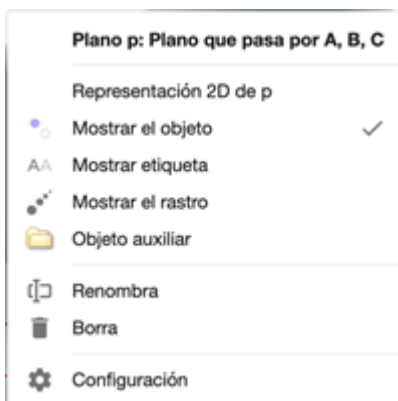 Plano p: Plano que pasa por A, B, C
Representación 2D de p
Mostrar el objeto
AA Mostrar etiqueta
Mostrar el rastro
Objeto auxiliar
Renombra
Borra
Configuración